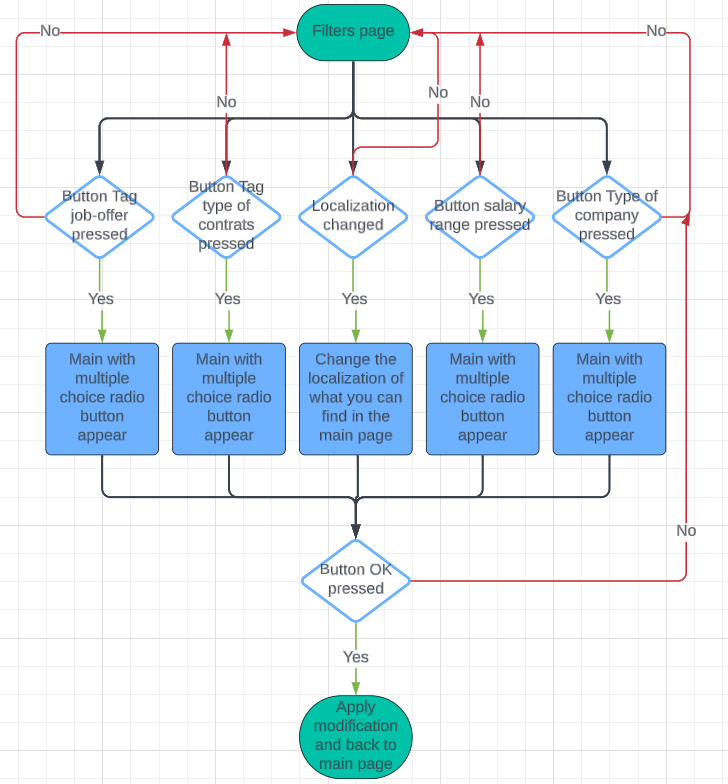 No
Filters page
No
No
No
No
Button Tag
job-offer
pressed
Button Tag
type of
contrats
pressed
Localization
changed
Button salary
range pressed
Button Type of
company
pressed
Yes
Yes
Yes
Yes
Yes
Main with
multiple
choice radio
button
appear
Main with
multiple
choice radio
button
appear
Change the
localization of
what you can
find in the
main page
Main with
multiple
choice radio
button
appear
Main with
multiple
choice radio
button
appear
No
Button OK
pressed
Yes
Apply
modification
and back to
main page